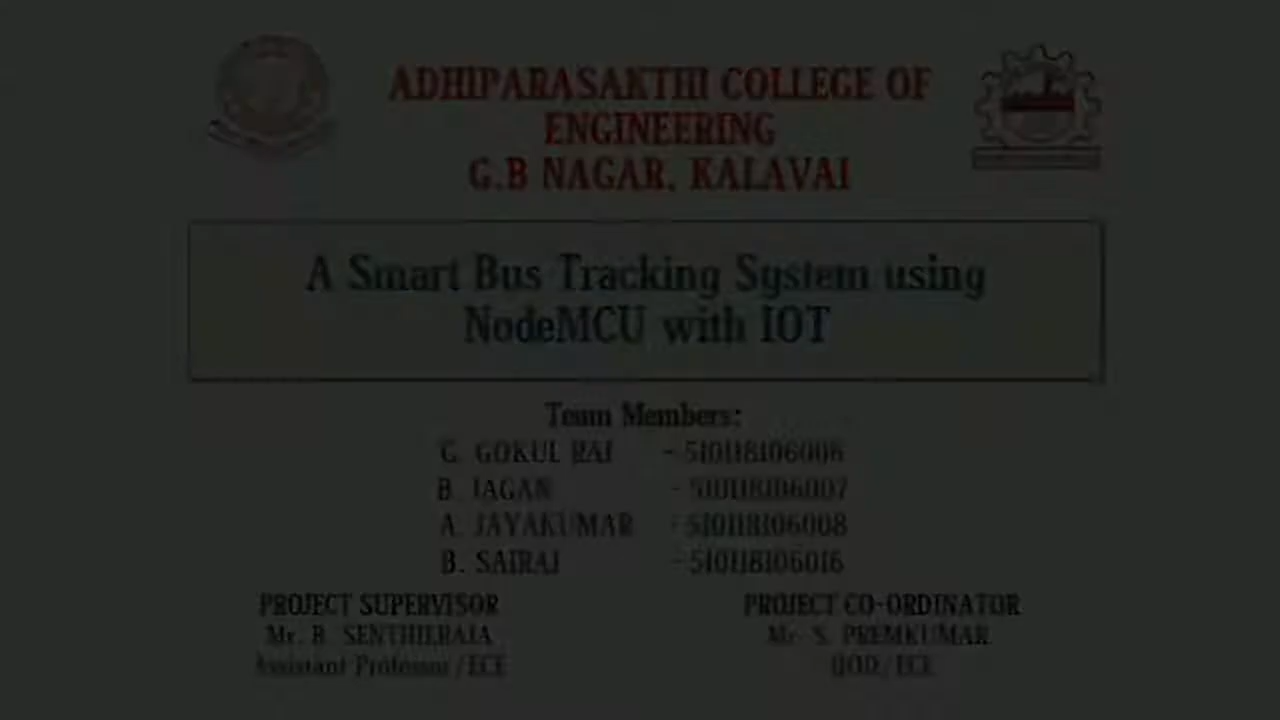 ADHIPARASAKTHI COLLEGE OF
ENGINEERING
G.B NAGAR, KALAVAI
A Smart Bus Tracking System using
NodeMCU with IOT
Team Members:
G. GOKUL RAJ - 510118106006
B. JAGAN - 510118106007
A. JAYAKUMAR - 510118106008
B. SAIRAJ - 510118106016
PROJECT SUPERVISOR
Mr. B. SENTHILRAJA
Assistant Professor / ECE
PROJECT CO-ORDINATOR
Mr. S. PREMKUMAR
HOD / ECE